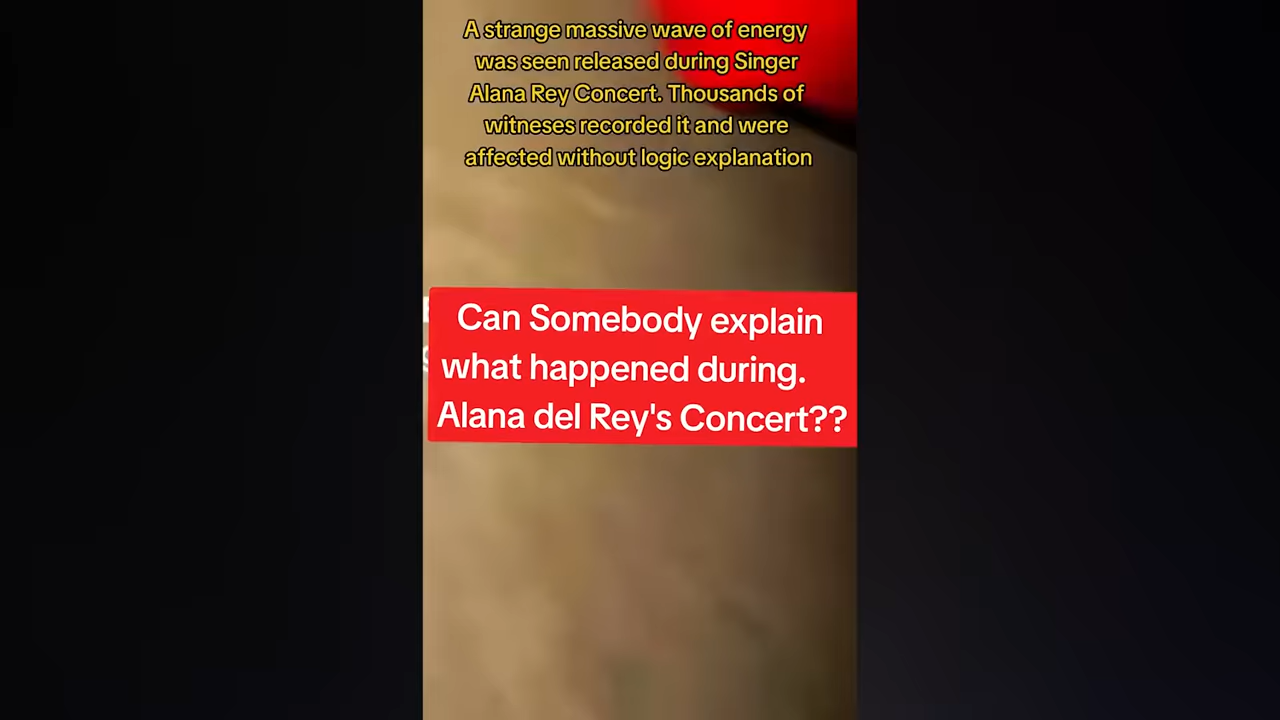 A strange massive wave of energy
was seen released during Singer
Alana Rey Concert. Thousands of
witneses recorded it and were
affected without logic explanation
Can Somebody explain
what happened during.
Alana del Rey's Concert??